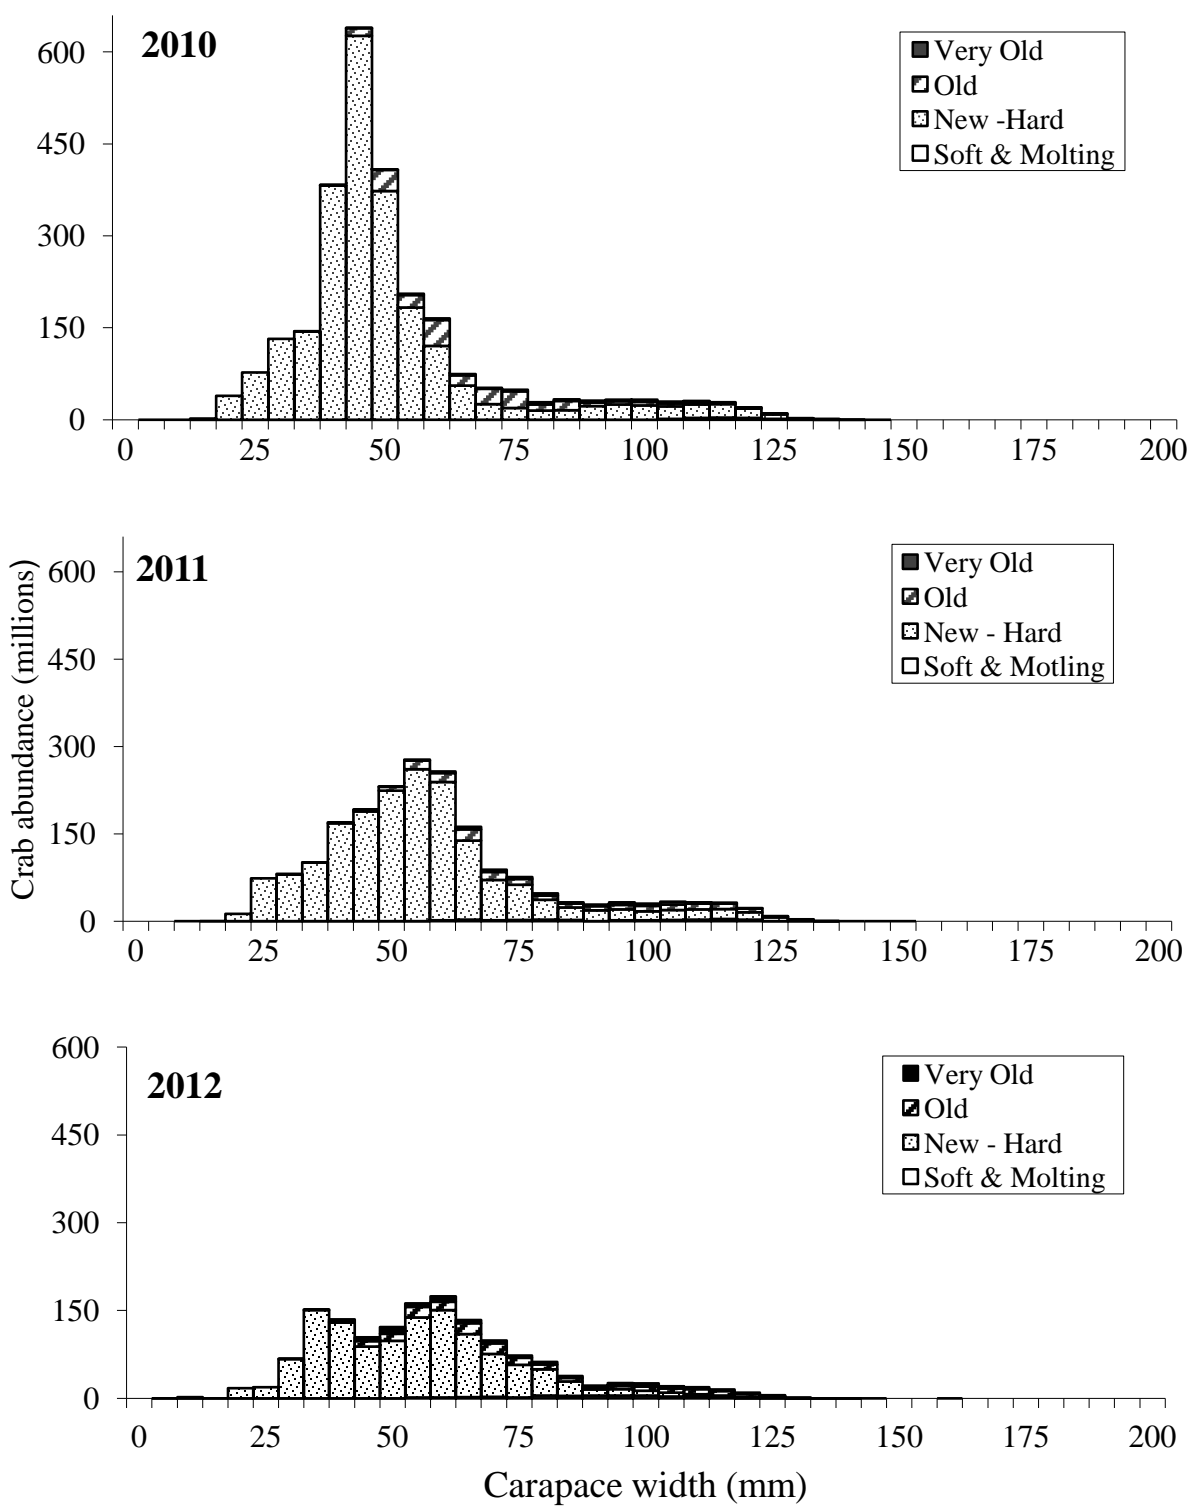 2010
Very Old
Old
New -Hard
Soft & Molting
600
450
300
150
0
0 25 50 75 100 125 150 175 200
Crab abundance (millions)
2011
Very Old
Old
New - Hard
Soft & Motling
600
450
300
150
0
0 25 50 75 100 125 150 175 200
2012
Very Old
Old
New - Hard
Soft & Molting
600
450
300
150
0
0 25 50 75 100 125 150 175 200
Carapace width (mm)